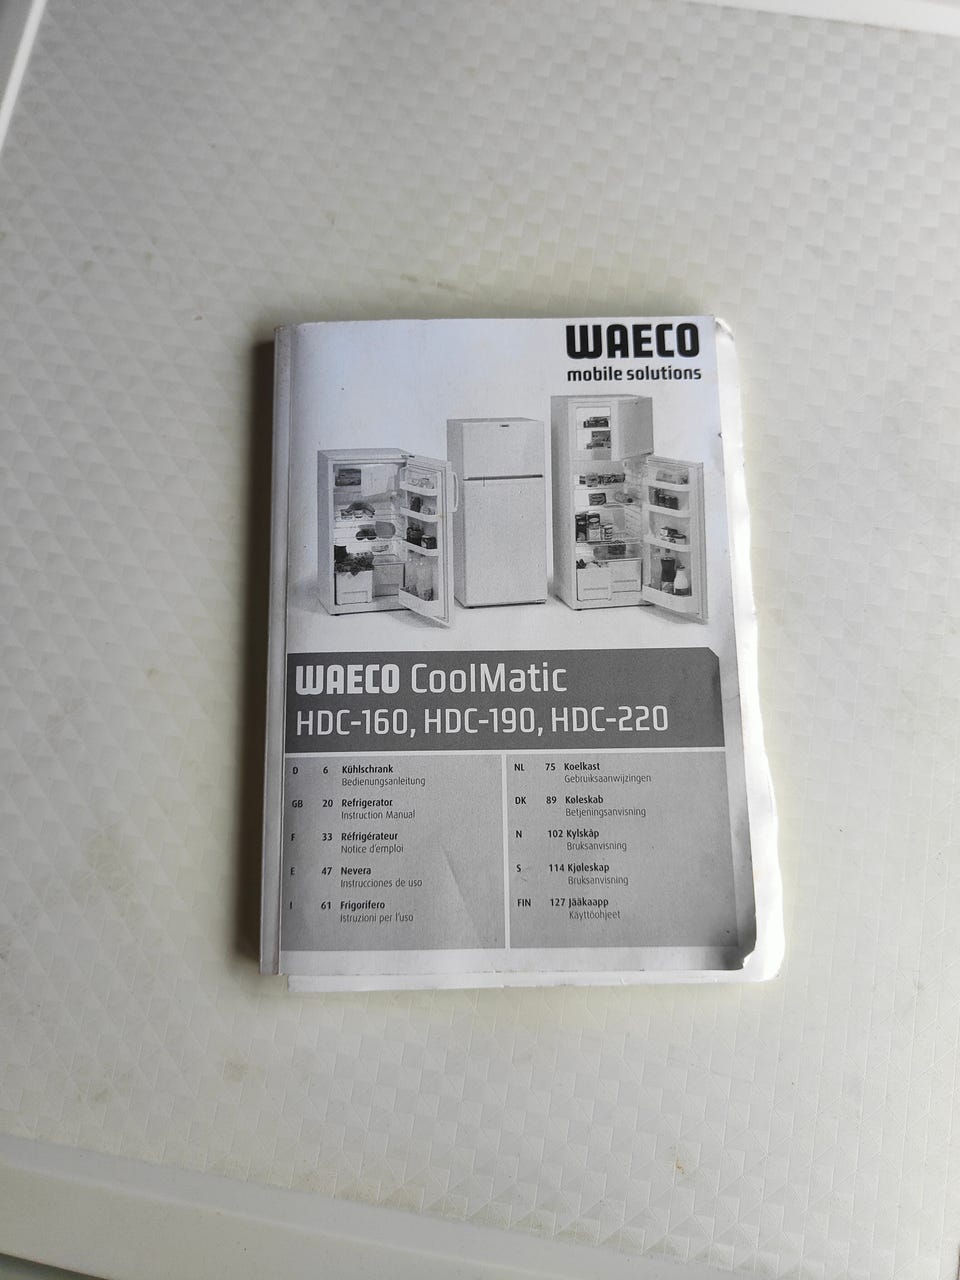 WAECO
mobile solutions
WAECO CoolMatic
HDC-160, HDC-190, HDC-220
D 6 Kühlschrank
Bedienungsanleitung
GB 20 Refrigerator
Instruction Manual
F 33 Réfrigérateur
Notice d'emploi
E 47 Nevera
Instrucciones de uso
I 61 Frigorifero
Istruzioni per l'uso
NL 75 Koelkast
Gebruiksaanwijzingen
DK 89 Køleskab
Betjeningsanvisning
N 102 Kylskåp
Bruksanvisning
S 114 Kjøleskap
Bruksanvisning
FIN 127 Jääkaapp
Käyttöohjeet